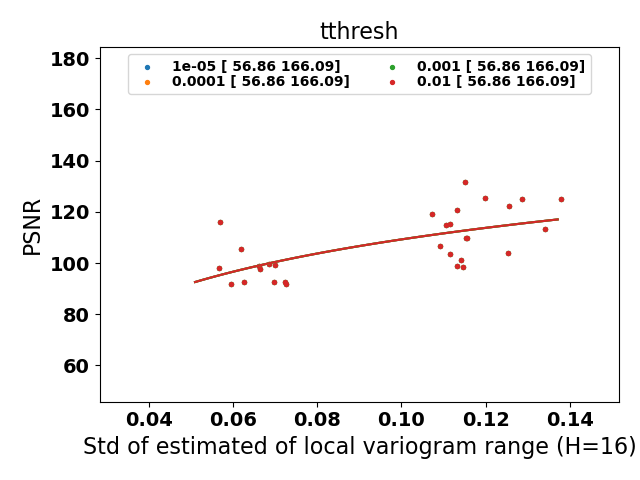 tthresh
1e-05 [ 56.86 166.09]
0.0001 [ 56.86 166.09]
0.001 [ 56.86 166.09]
0.01 [ 56.86 166.09]
180
160
140
120
100
80
60
PSNR
0.04 0.06 0.08 0.10 0.12 0.14
Std of estimated of local variogram range (H=16)